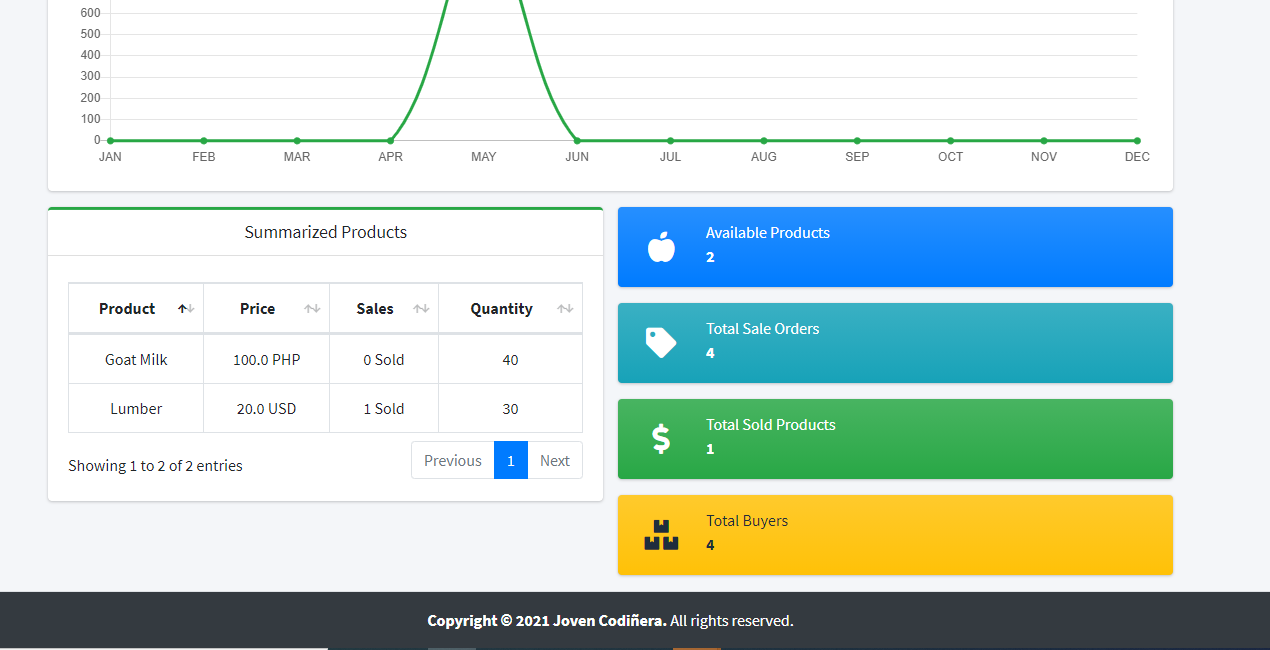 600
500
400
300
200
100
0
JAN FEB MAR APR MAY JUN JUL AUG SEP OCT NOV DEC
Summarized Products
Product Price Sales Quantity
Goat Milk 100.0 PHP 0 Sold 40
Lumber 20.0 USD 1 Sold 30
Showing 1 to 2 of 2 entries
Previous 1 Next
Available Products
2
Total Sale Orders
4
Total Sold Products
1
Total Buyers
4
Copyright © 2021 Joven Codiñera. All rights reserved.